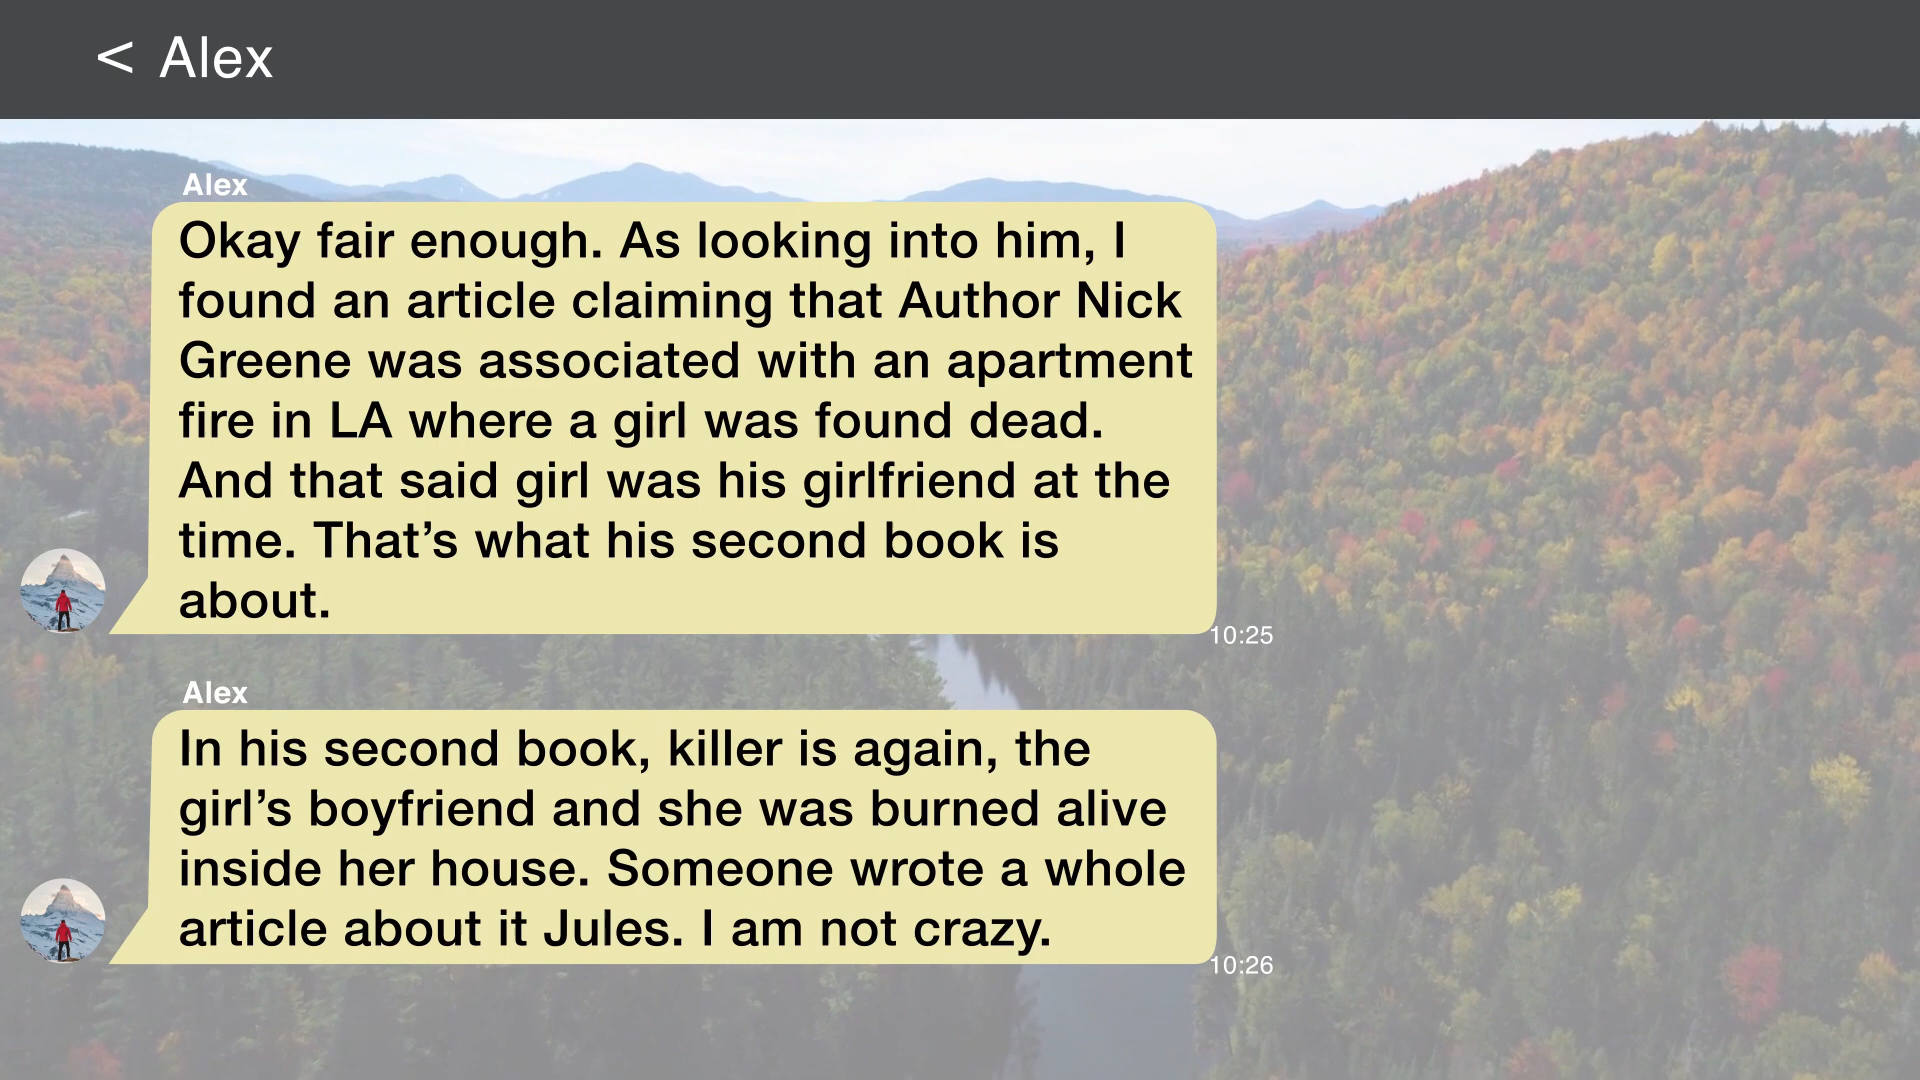 < Alex
Alex
Okay fair enough. As looking into him, I
found an article claiming that Author Nick
Greene was associated with an apartment
fire in LA where a girl was found dead.
And that said girl was his girlfriend at the
time. That’s what his second book is
about.
10:25
Alex
In his second book, killer is again, the
girl’s boyfriend and she was burned alive
inside her house. Someone wrote a whole
article about it Jules. I am not crazy.
10:26